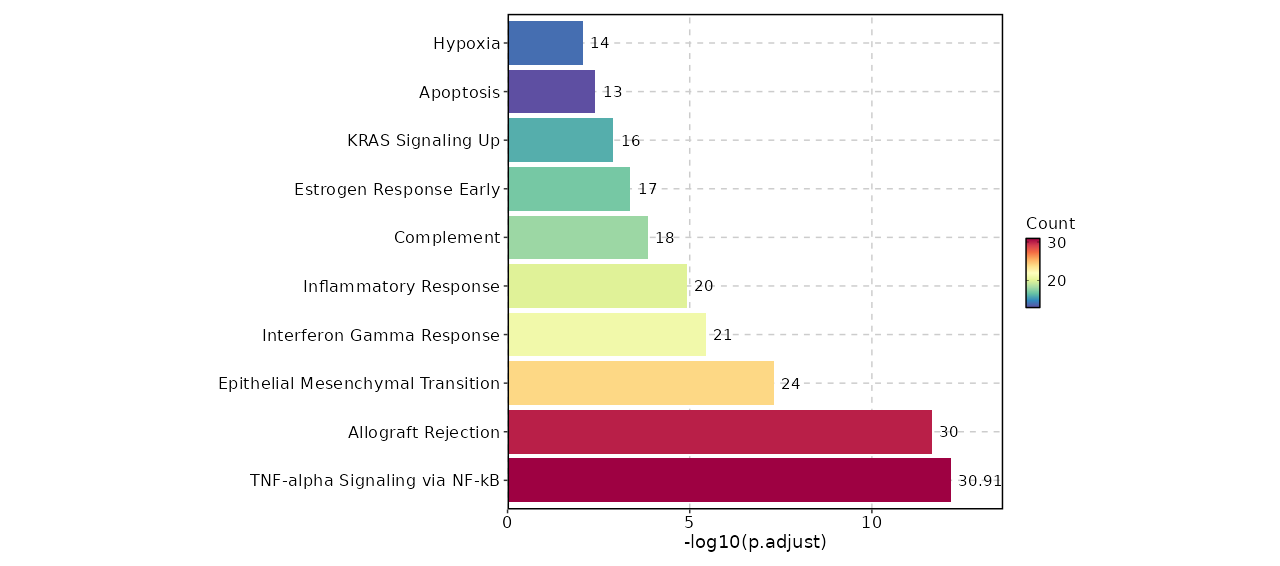 Hypoxia 14
Apoptosis 13
KRAS Signaling Up 16
Estrogen Response Early 17
Complement 18
Inflammatory Response 20
Interferon Gamma Response 21
Epithelial Mesenchymal Transition 24
Allograft Rejection 30
TNF-alpha Signaling via NF-kB 30.91
0 5 10
-log10(p.adjust)
Count
30
20